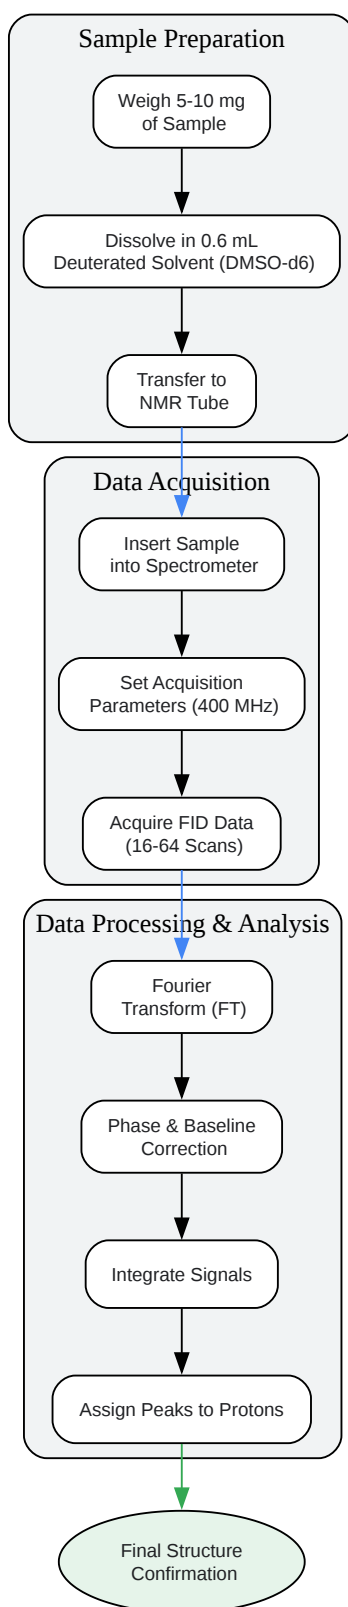 Sample Preparation
Weigh 5-10 mg
of Sample
Dissolve in 0.6 mL
Deuterated Solvent (DMSO-d6)
Transfer to
NMR Tube
Data Acquisition
Insert Sample
into Spectrometer
Set Acquisition
Parameters (400 MHz)
Acquire FID Data
(16-64 Scans)
Data Processing & Analysis
Fourier
Transform (FT)
Phase & Baseline
Correction
Integrate Signals
Assign Peaks to Protons
Final Structure
Confirmation